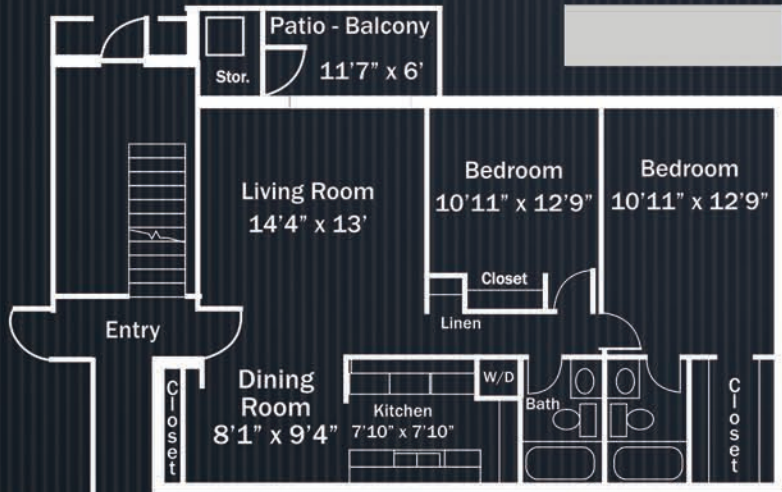 Patio - Balcony
11'7" x 6'
Stor.
Living Room
14'4" x 13'
Bedroom
10'11" x 12'9"
Bedroom
10'11" x 12'9"
Closet
Linen
Entry
Closet
Dining
Room
8'1" x 9'4"
Kitchen
7'10" x 7'10"
W/D
Bath
Closet